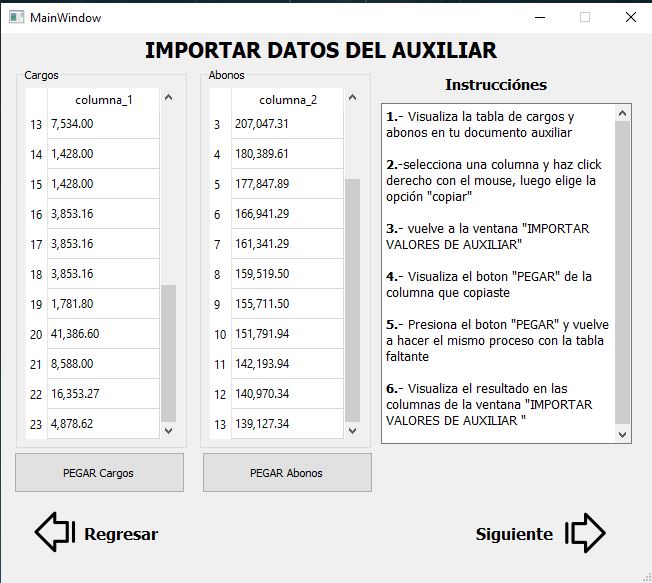 MainWindow
IMPORTAR DATOS DEL AUXILIAR
Cargos
columna_1
13 7,534.00
14 1,428.00
15 1,428.00
16 3,853.16
17 3,853.16
18 3,853.16
19 1,781.80
20 41,386.60
21 8,588.00
22 16,353.27
23 4,878.62
PEGAR Cargos
Abonos
columna_2
3 207,047.31
4 180,389.61
5 177,847.89
6 166,941.29
7 161,341.29
8 159,519.50
9 155,711.50
10 151,791.94
11 142,193.94
12 140,970.34
13 139,127.34
PEGAR Abonos
Instrucciónes
1.- Visualiza la tabla de cargos y
abonos en tu documento auxiliar
2.-selecciona una columna y haz click
derecho con el mouse, luego elige la
opción "copiar"
3.- vuelve a la ventana "IMPORTAR
VALORES DE AUXILIAR"
4.- Visualiza el boton "PEGAR" de la
columna que copiaste
5.- Presiona el boton "PEGAR" y vuelve
a hacer el mismo proceso con la tabla
faltante
6.- Visualiza el resultado en las
columnas de la ventana "IMPORTAR
VALORES DE AUXILIAR "
Regresar
Siguiente